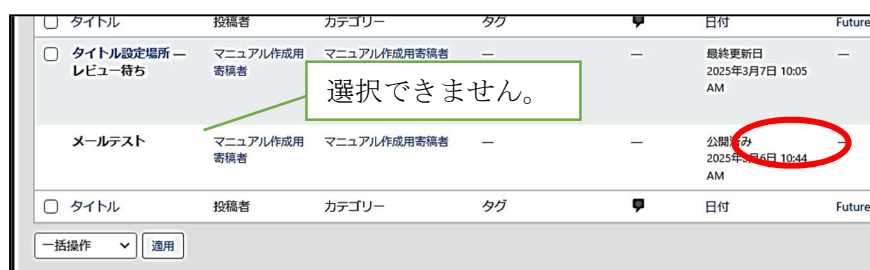 タイトル 投稿者 カテゴリー タグ 日付 Future
タイトル設定場所 — マニュアル作成用 マニュアル作成用寄稿者 — — 最終更新日 —
レビュー待ち 寄稿者 2025年3月7日 10:05
AM
選択できません。
メールテスト マニュアル作成用 マニュアル作成用寄稿者 — — 公開済み —
寄稿者 2025年3月6日 10:44
AM
タイトル 投稿者 カテゴリー タグ 日付 Future
一括操作 適用